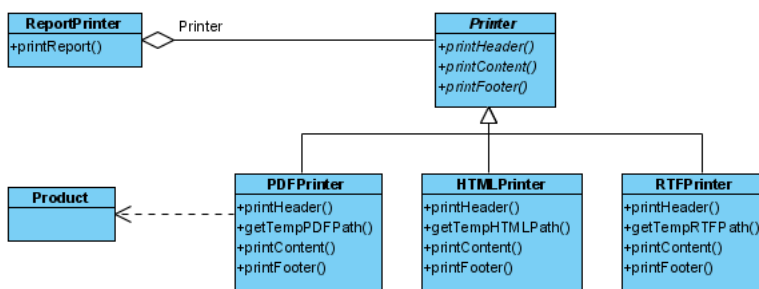 ReportPrinter
+printReport()
Printer
Printer
+printHeader()
+printContent()
+printFooter()
Product
PDFPrinter
+printHeader()
+getTempPDFPath()
+printContent()
+printFooter()
HTMLPrinter
+printHeader()
+getTempHTMLPath()
+printContent()
+printFooter()
RTFPrinter
+printHeader()
+getTempRTFPath()
+printContent()
+printFooter()